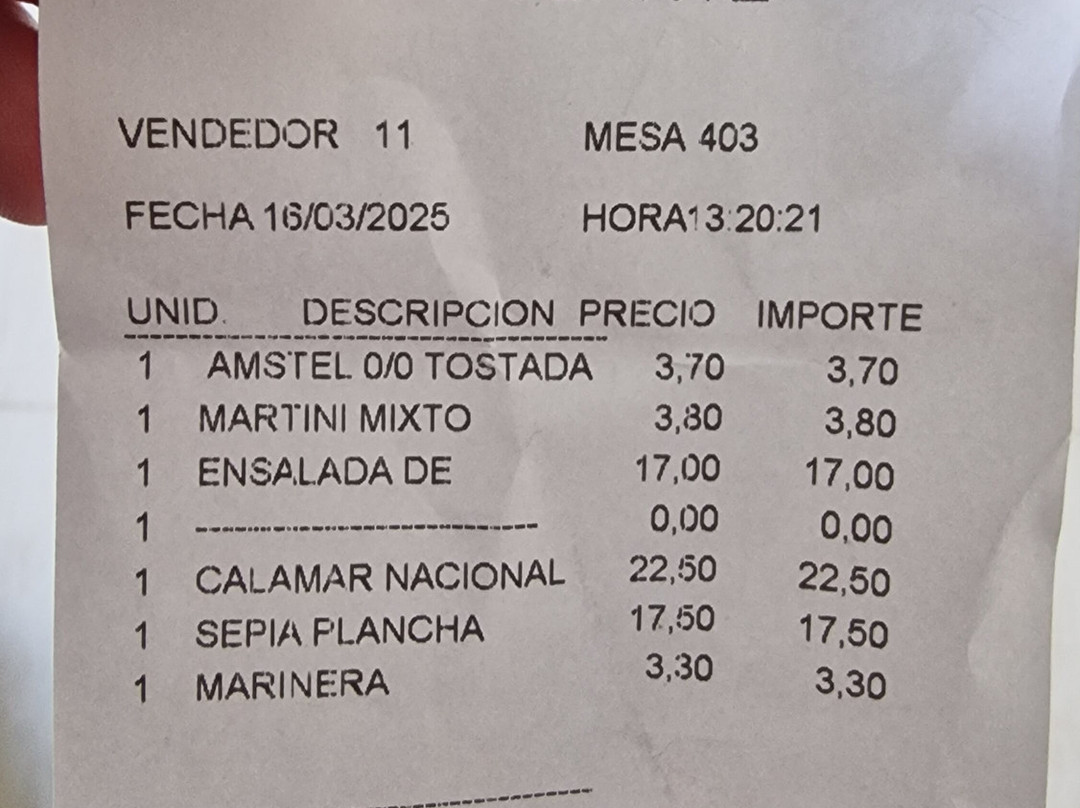 VENDEDOR 11 MESA 403
FECHA 16/03/2025 HORA13:20:21
UNID. DESCRIPCION PRECIO IMPORTE
1 AMSTEL 0/0 TOSTADA 3,70 3,70
1 MARTINI MIXTO 3,80 3,80
1 ENSALADA DE 17,00 17,00
1 ------------------------------ 0,00 0,00
1 CALAMAR NACIONAL 22,50 22,50
1 SEPIA PLANCHA 17,50 17,50
1 MARINERA 3,30 3,30